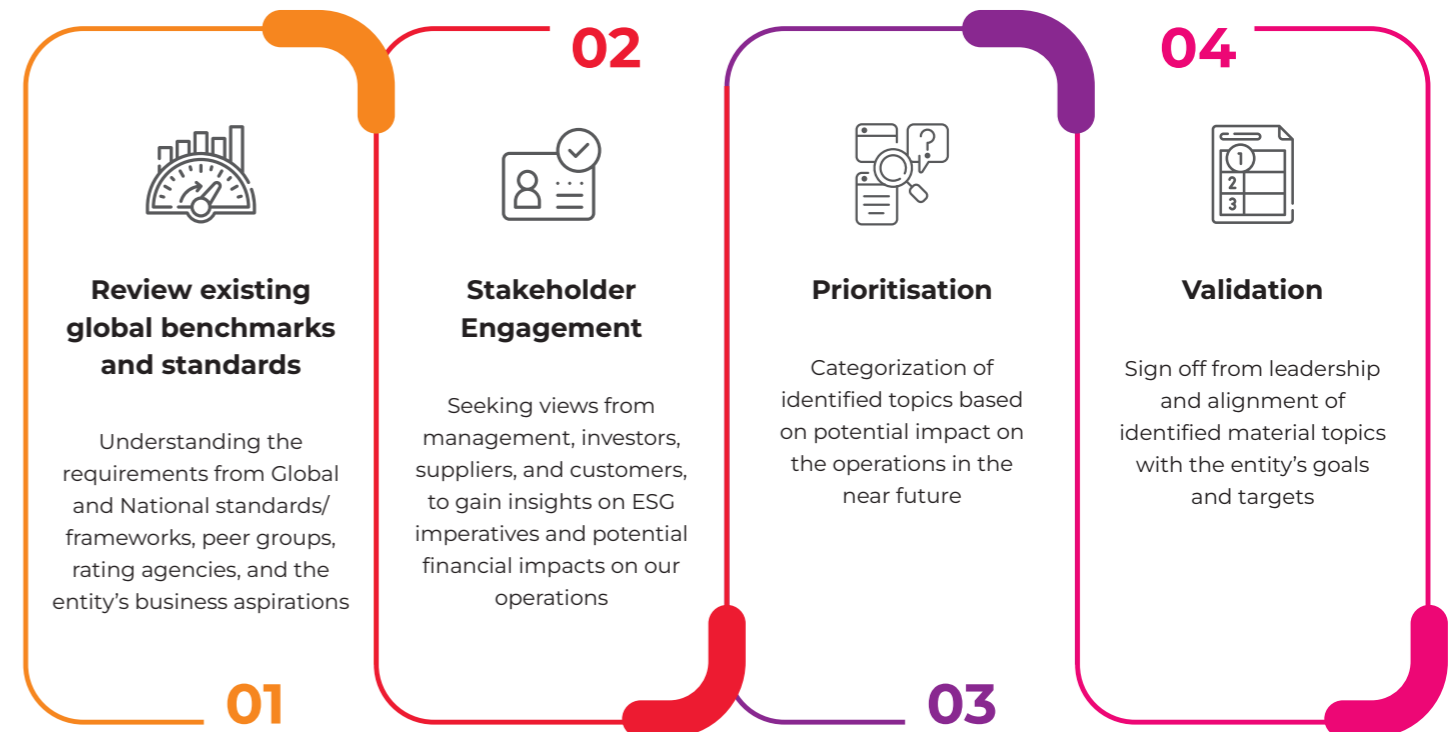 01
Review existing
global benchmarks
and standards
Understanding the
requirements from Global
and National standards/
frameworks, peer groups,
rating agencies, and the
entity’s business aspirations
02
Stakeholder
Engagement
Seeking views from
management, investors,
suppliers, and customers,
to gain insights on ESG
imperatives and potential
financial impacts on our
operations
03
?
Prioritisation
Categorization of
identified topics based
on potential impact on
the operations in the
near future
04
1
2
3
Validation
Sign off from leadership
and alignment of
identified material topics
with the entity’s goals
and targets